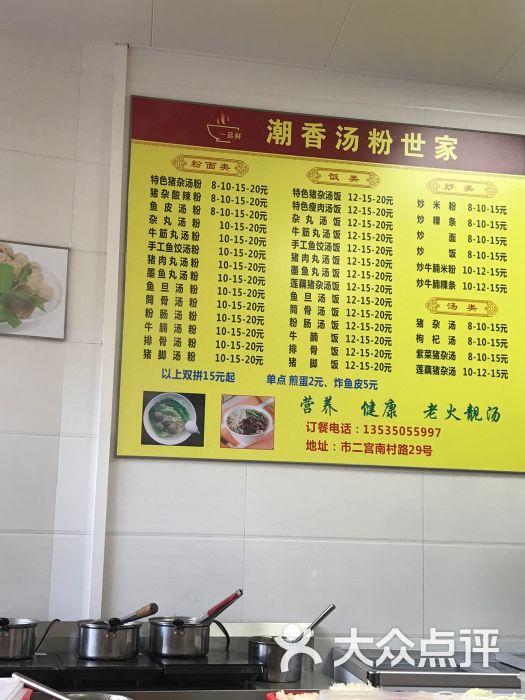 一品鲜
潮香汤粉世家
粉面类
特色猪杂汤粉 8-10-15-20元
猪杂酸辣粉 8-10-15-20元
鱼皮汤粉 8-10-15-20元
杂丸汤粉 10-15-20元
牛筋丸汤粉 10-15-20元
手工鱼饺汤粉 10-15-20元
猪肉丸汤粉 10-15-20元
墨鱼丸汤粉 10-15-20元
鱼旦汤粉 10-15-20元
筒骨汤粉 10-15-20元
粉肠汤粉 10-15-20元
牛腩汤粉 10-15-20元
排骨汤粉 10-15-20元
猪脚汤粉 10-15-20元
饭类
特色猪杂汤饭 12-15-20元
特色瘦肉汤饭 12-15-20元
杂丸汤饭 12-15-20元
牛筋丸汤饭 12-15-20元
手工鱼饺汤饭 12-15-20元
猪肉丸汤饭 12-15-20元
墨鱼丸汤饭 12-15-20元
莲藕猪杂汤饭 12-15-20元
鱼旦汤饭 12-15-20元
筒骨汤饭 12-15-20元
粉肠汤饭 12-15-20元
牛腩饭 12-15-20元
排骨饭 12-15-20元
猪脚饭 12-15-20元
炒类
炒米粉 8-10-15元
炒粿条 8-10-15元
炒面 8-10-15元
炒饭 8-10-15元
炒牛腩米粉 10-12-15元
炒牛腩粿条 10-12-15元
汤类
猪杂汤 8-10-15元
枸杞汤 8-10-15元
紫菜猪杂汤 8-10-15元
莲藕猪杂汤 10-12-15元
以上双拼15元起 单点 煎蛋2元、炸鱼皮5元
营养 健康 老火靓汤
订餐电话：13535055997
地址：市二宫南村路29号
大众点评